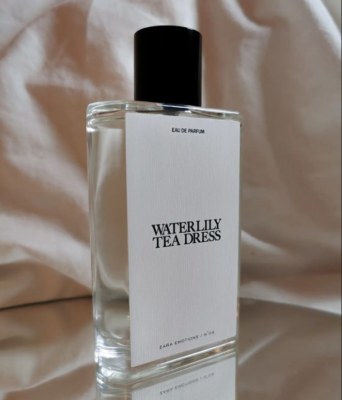 EAU DE PARFUM
WATERLILY
TEA DRESS
ZARA EMOTIONS